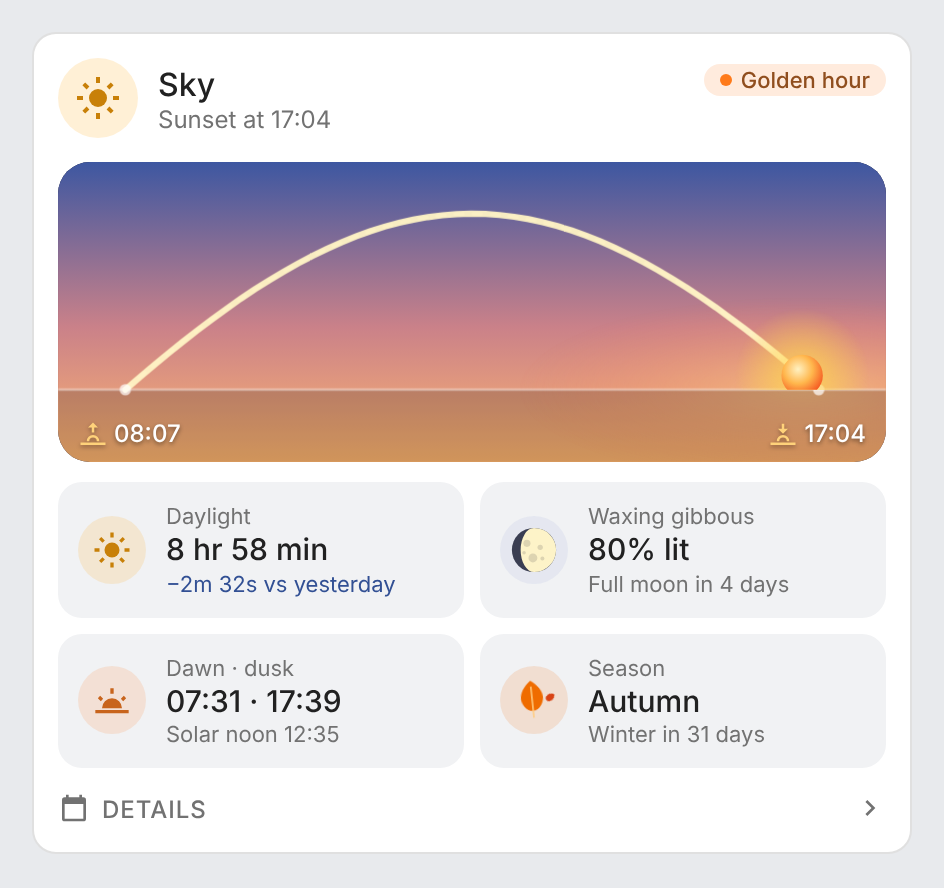 Sky
Sunset at 17:04
Golden hour
08:07
17:04
Daylight
8 hr 58 min
−2m 32s vs yesterday
Waxing gibbous
80% lit
Full moon in 4 days
Dawn · dusk
07:31 · 17:39
Solar noon 12:35
Season
Autumn
Winter in 31 days
DETAILS